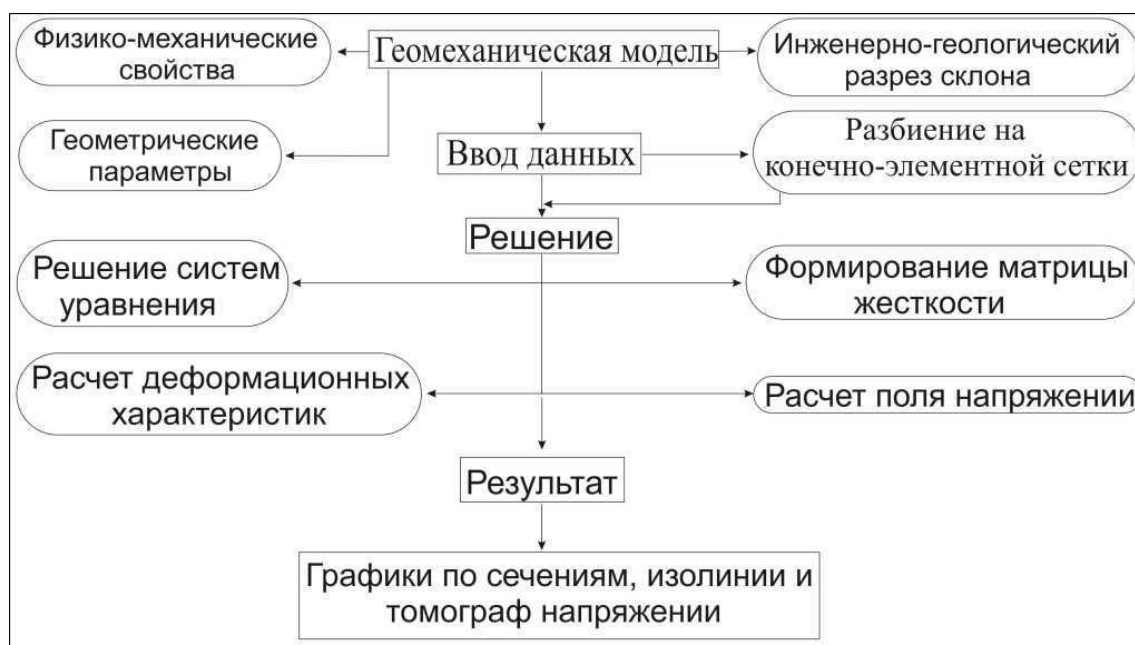 Физико-механические
свойства
Геомеханическая модель
Инженерно-геологический
разрез склона
Геометрические
параметры
Ввод данных
Разбиение на
конечно-элементной сетки
Решение
Решение систем
уравнения
Формирование матрицы
жесткости
Расчет деформационных
характеристик
Расчет поля напряжении
Результат
Графики по сечениям, изолинии и
томограф напряжении